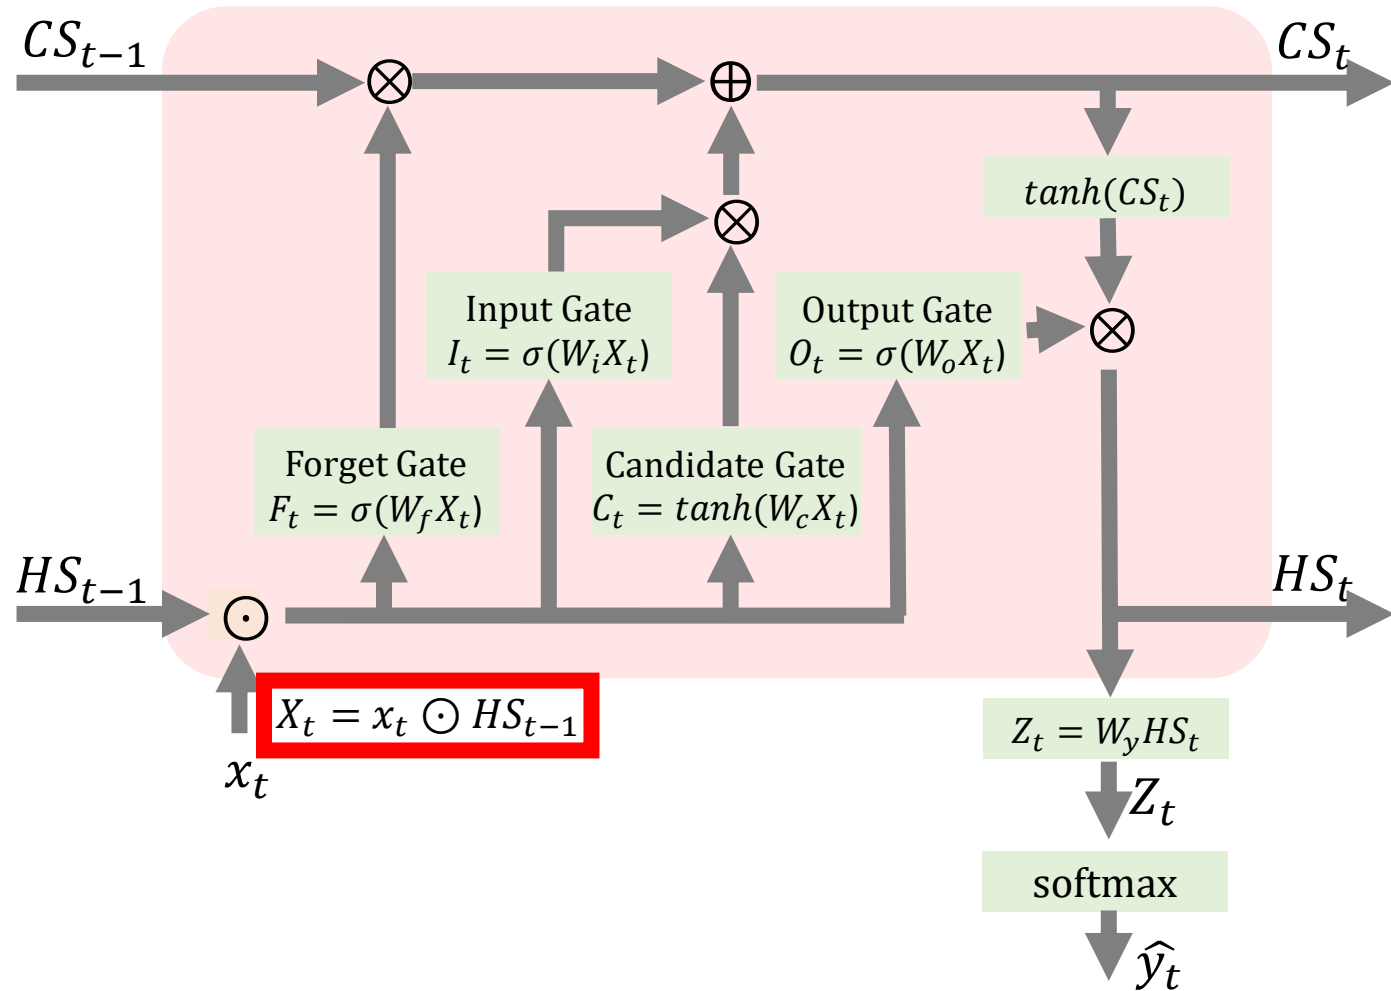 CS_{t−1}
CS_t
tanh(CS_t)
Input Gate
I_t = σ(W_i X_t)
Output Gate
O_t = σ(W_o X_t)
Forget Gate
F_t = σ(W_f X_t)
Candidate Gate
C_t = tanh(W_c X_t)
HS_{t−1}
HS_t
X_t = x_t ⊙ HS_{t−1}
x_t
Z_t = W_y HS_t
Z_t
softmax
ŷ_t